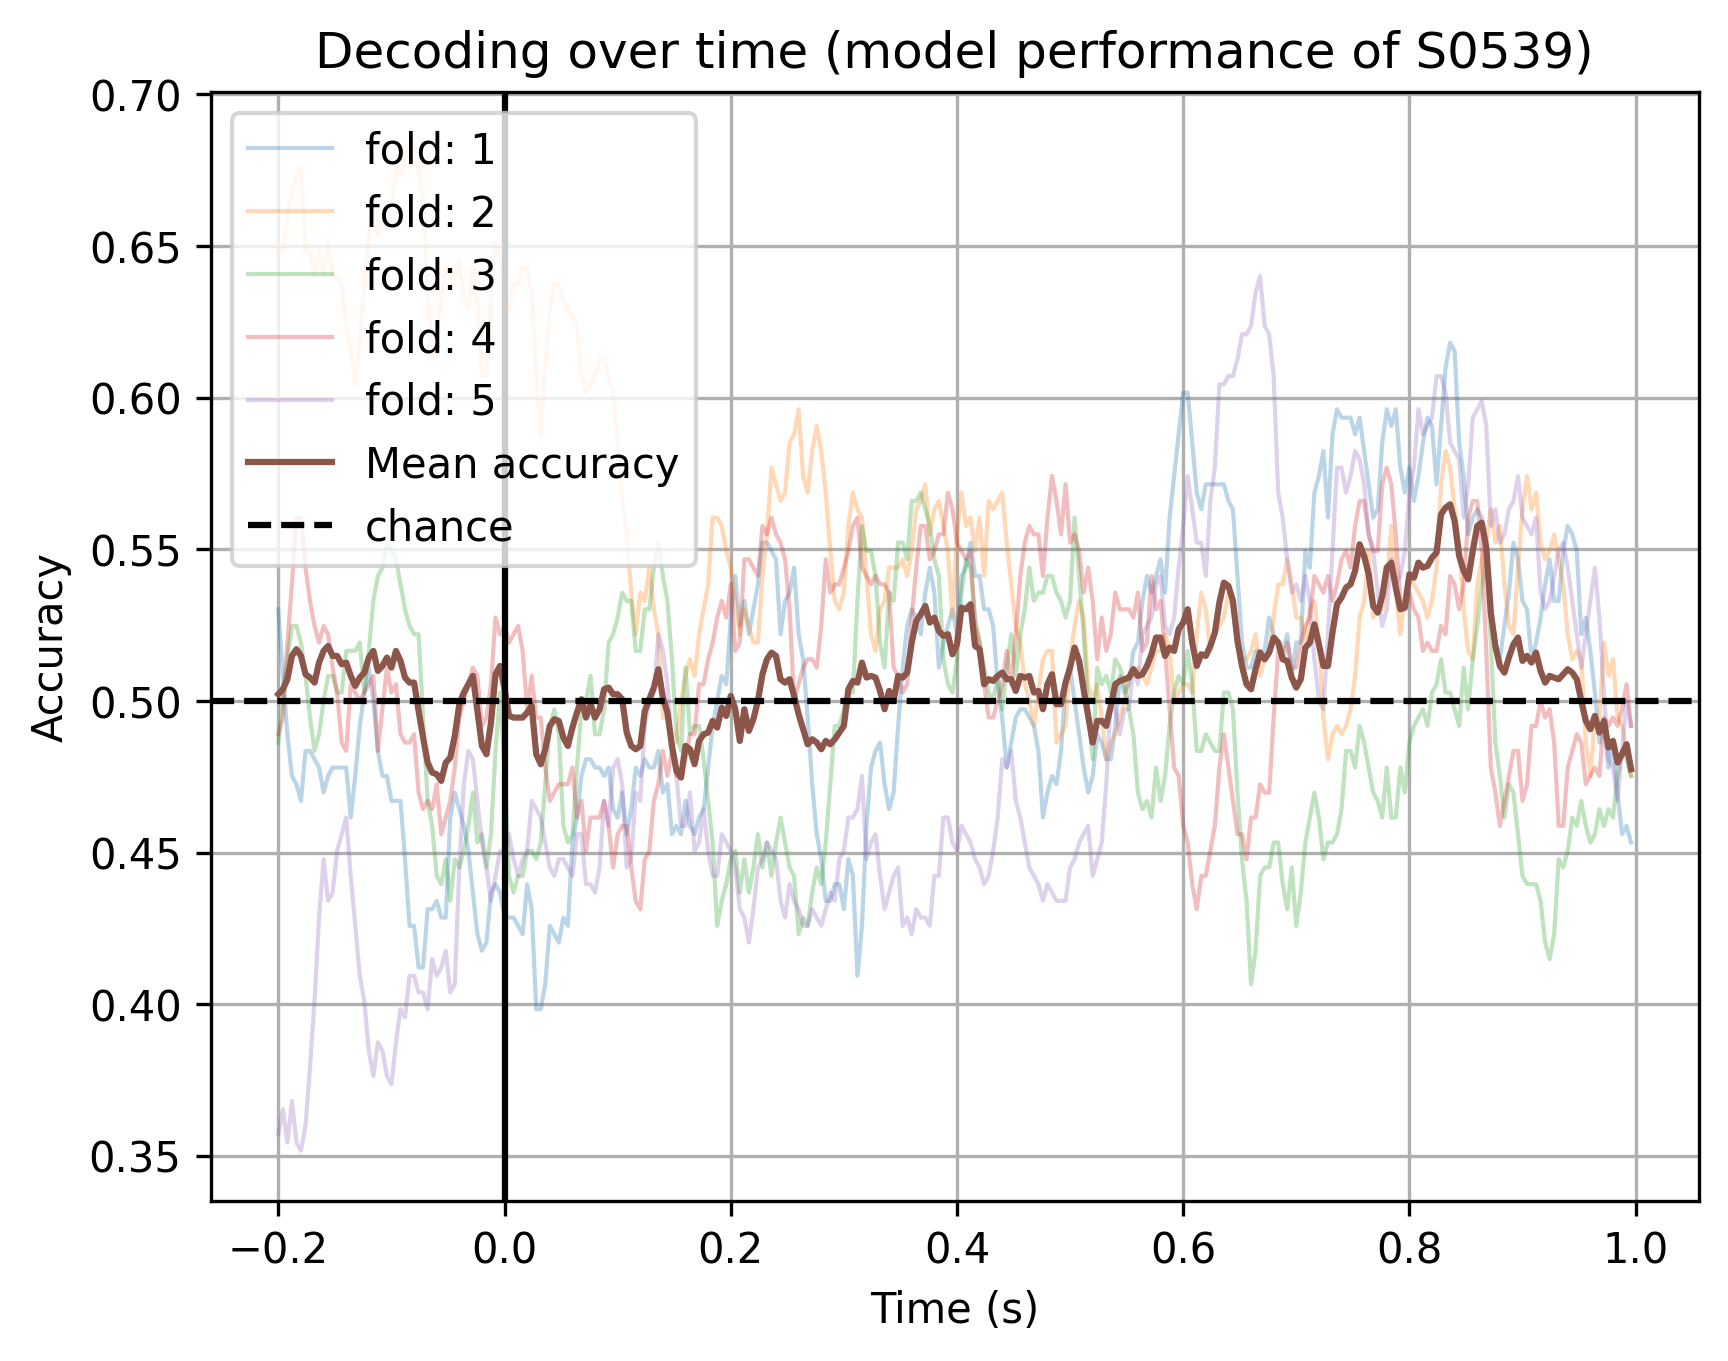 Decoding over time (model performance of S0539)
0.70
0.65
0.60
0.55
0.50
0.45
0.40
0.35
Accuracy
fold: 1
fold: 2
fold: 3
fold: 4
fold: 5
Mean accuracy
chance
−0.2 0.0 0.2 0.4 0.6 0.8 1.0
Time (s)